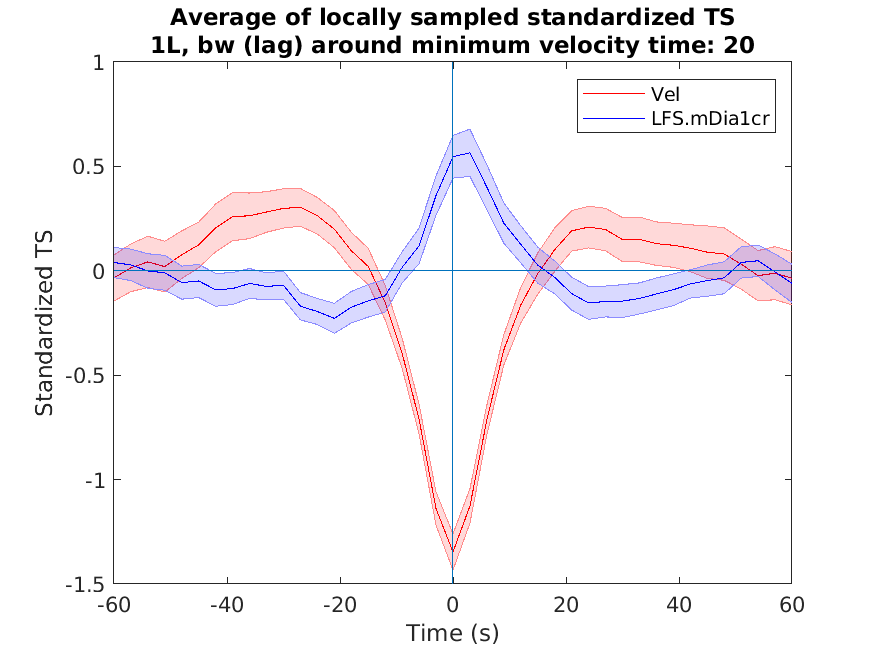 Average of locally sampled standardized TS
1L, bw (lag) around minimum velocity time: 20
Vel
LFS.mDia1cr
1
0.5
0
-0.5
-1
-1.5
Standardized TS
-60
-40
-20
0
20
40
60
Time (s)